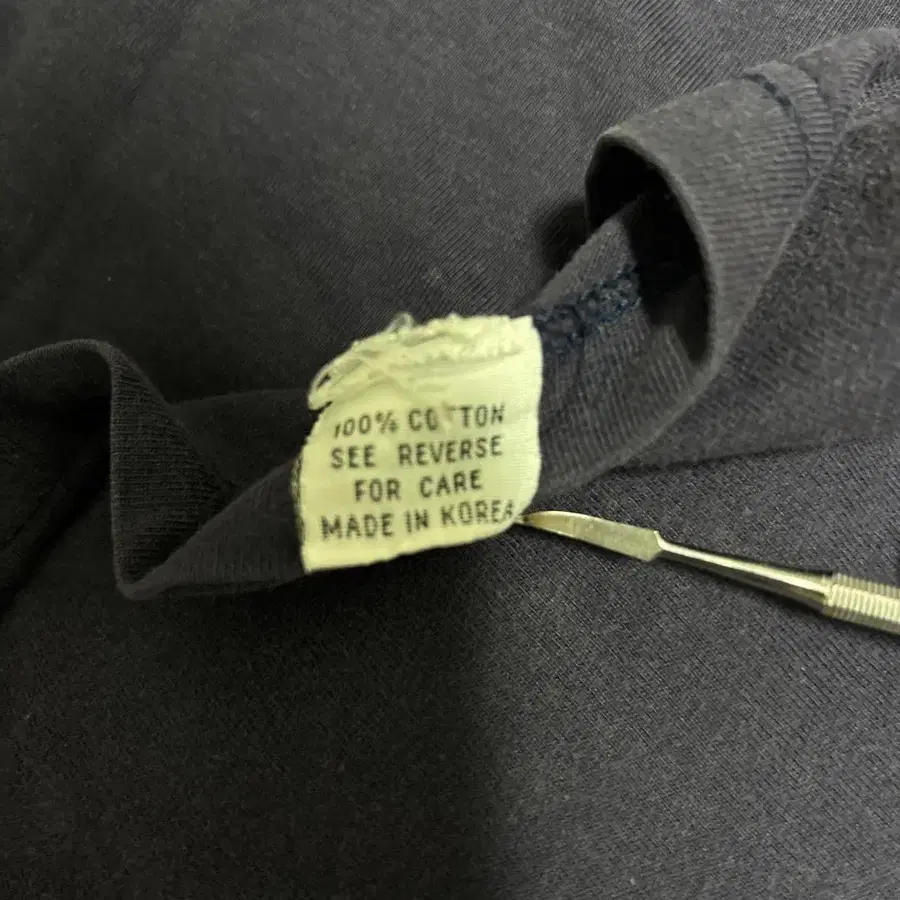 100% COTTON
SEE REVERSE
FOR CARE
MADE IN KOREA